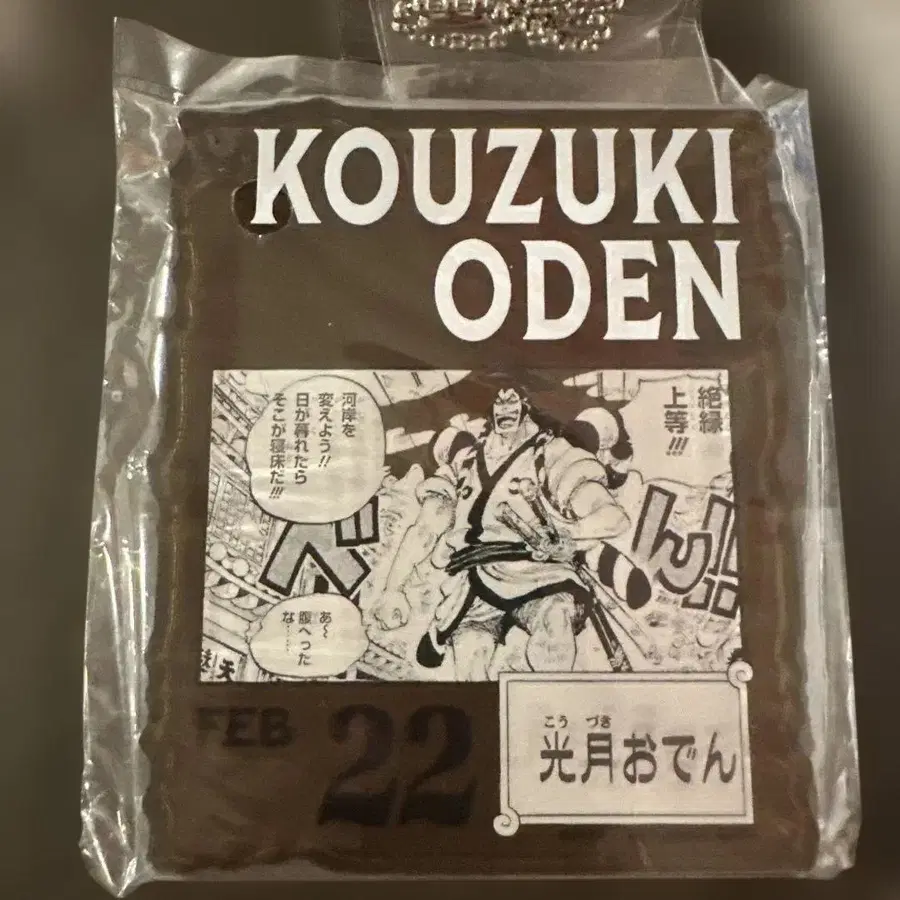 KOUZUKI
ODEN
絶縁
上等!!!
河岸を
変えよう!!
日が暮れたら
そこが寝床だ!!!
べ
ん!!
あ〜
腹へった
な……
FEB
22
こう づき
光月おでん